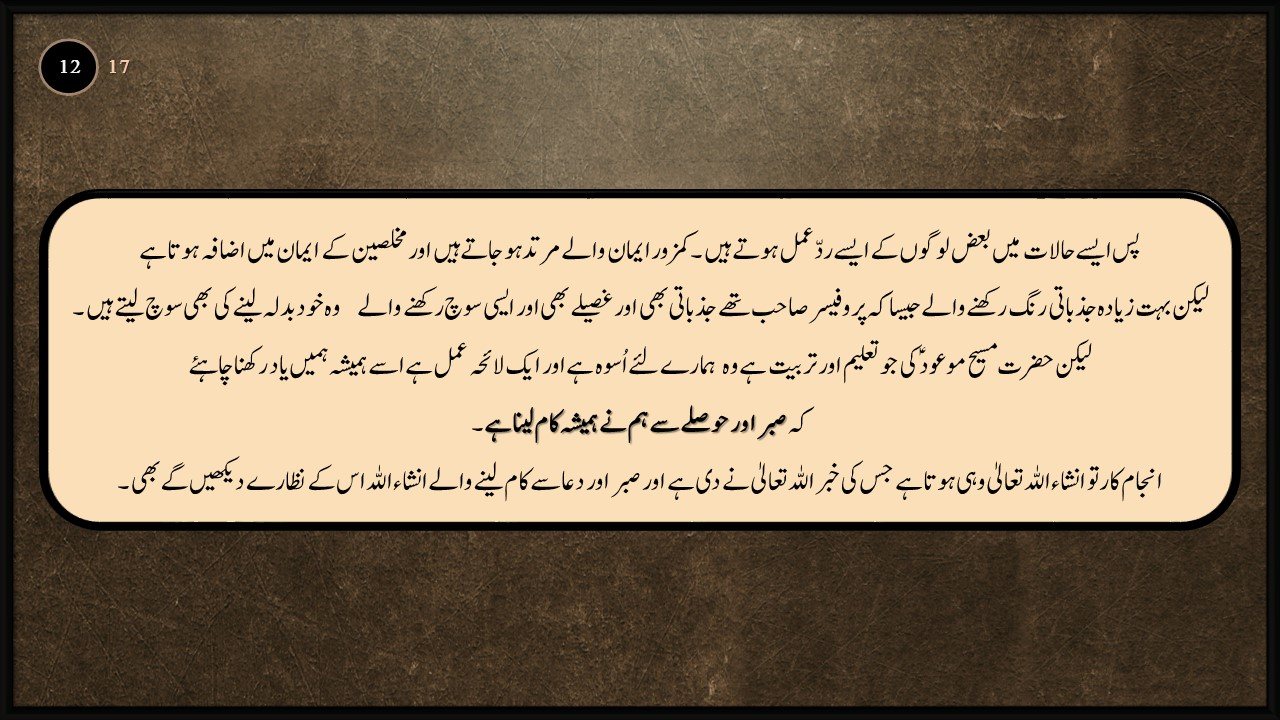 12 17
پس ایسے حالات میں بعض لوگوں کے ایسے ردّعمل ہوتے ہیں۔ کمزور ایمان والے مرتد ہو جاتے ہیں اور مخلصین کے ایمان میں اضافہ ہوتا ہے
لیکن بہت زیادہ جذباتی رنگ رکھنے والے جیسا کہ پروفیسر صاحب تھے جذباتی بھی اور غصیلے بھی اور ایسی سوچ رکھنے والے وہ خود بدلہ لینے کی بھی سوچ لیتے ہیں۔
لیکن حضرت مسیح موعودؑ کی جو تعلیم اور تربیت ہے وہ ہمارے لئے اُسوہ ہے اور ایک لائحہ عمل ہے اسے ہمیشہ ہمیں یاد رکھنا چاہئے
کہ صبر اور حوصلے سے ہم نے ہمیشہ کام لینا ہے۔
انجام کار تو انشاء اللہ تعالیٰ وہی ہوتا ہے جس کی خبر اللہ تعالیٰ نے دی ہے اور صبر اور دعا سے کام لینے والے انشاء اللہ اس کے نظارے دیکھیں گے بھی۔